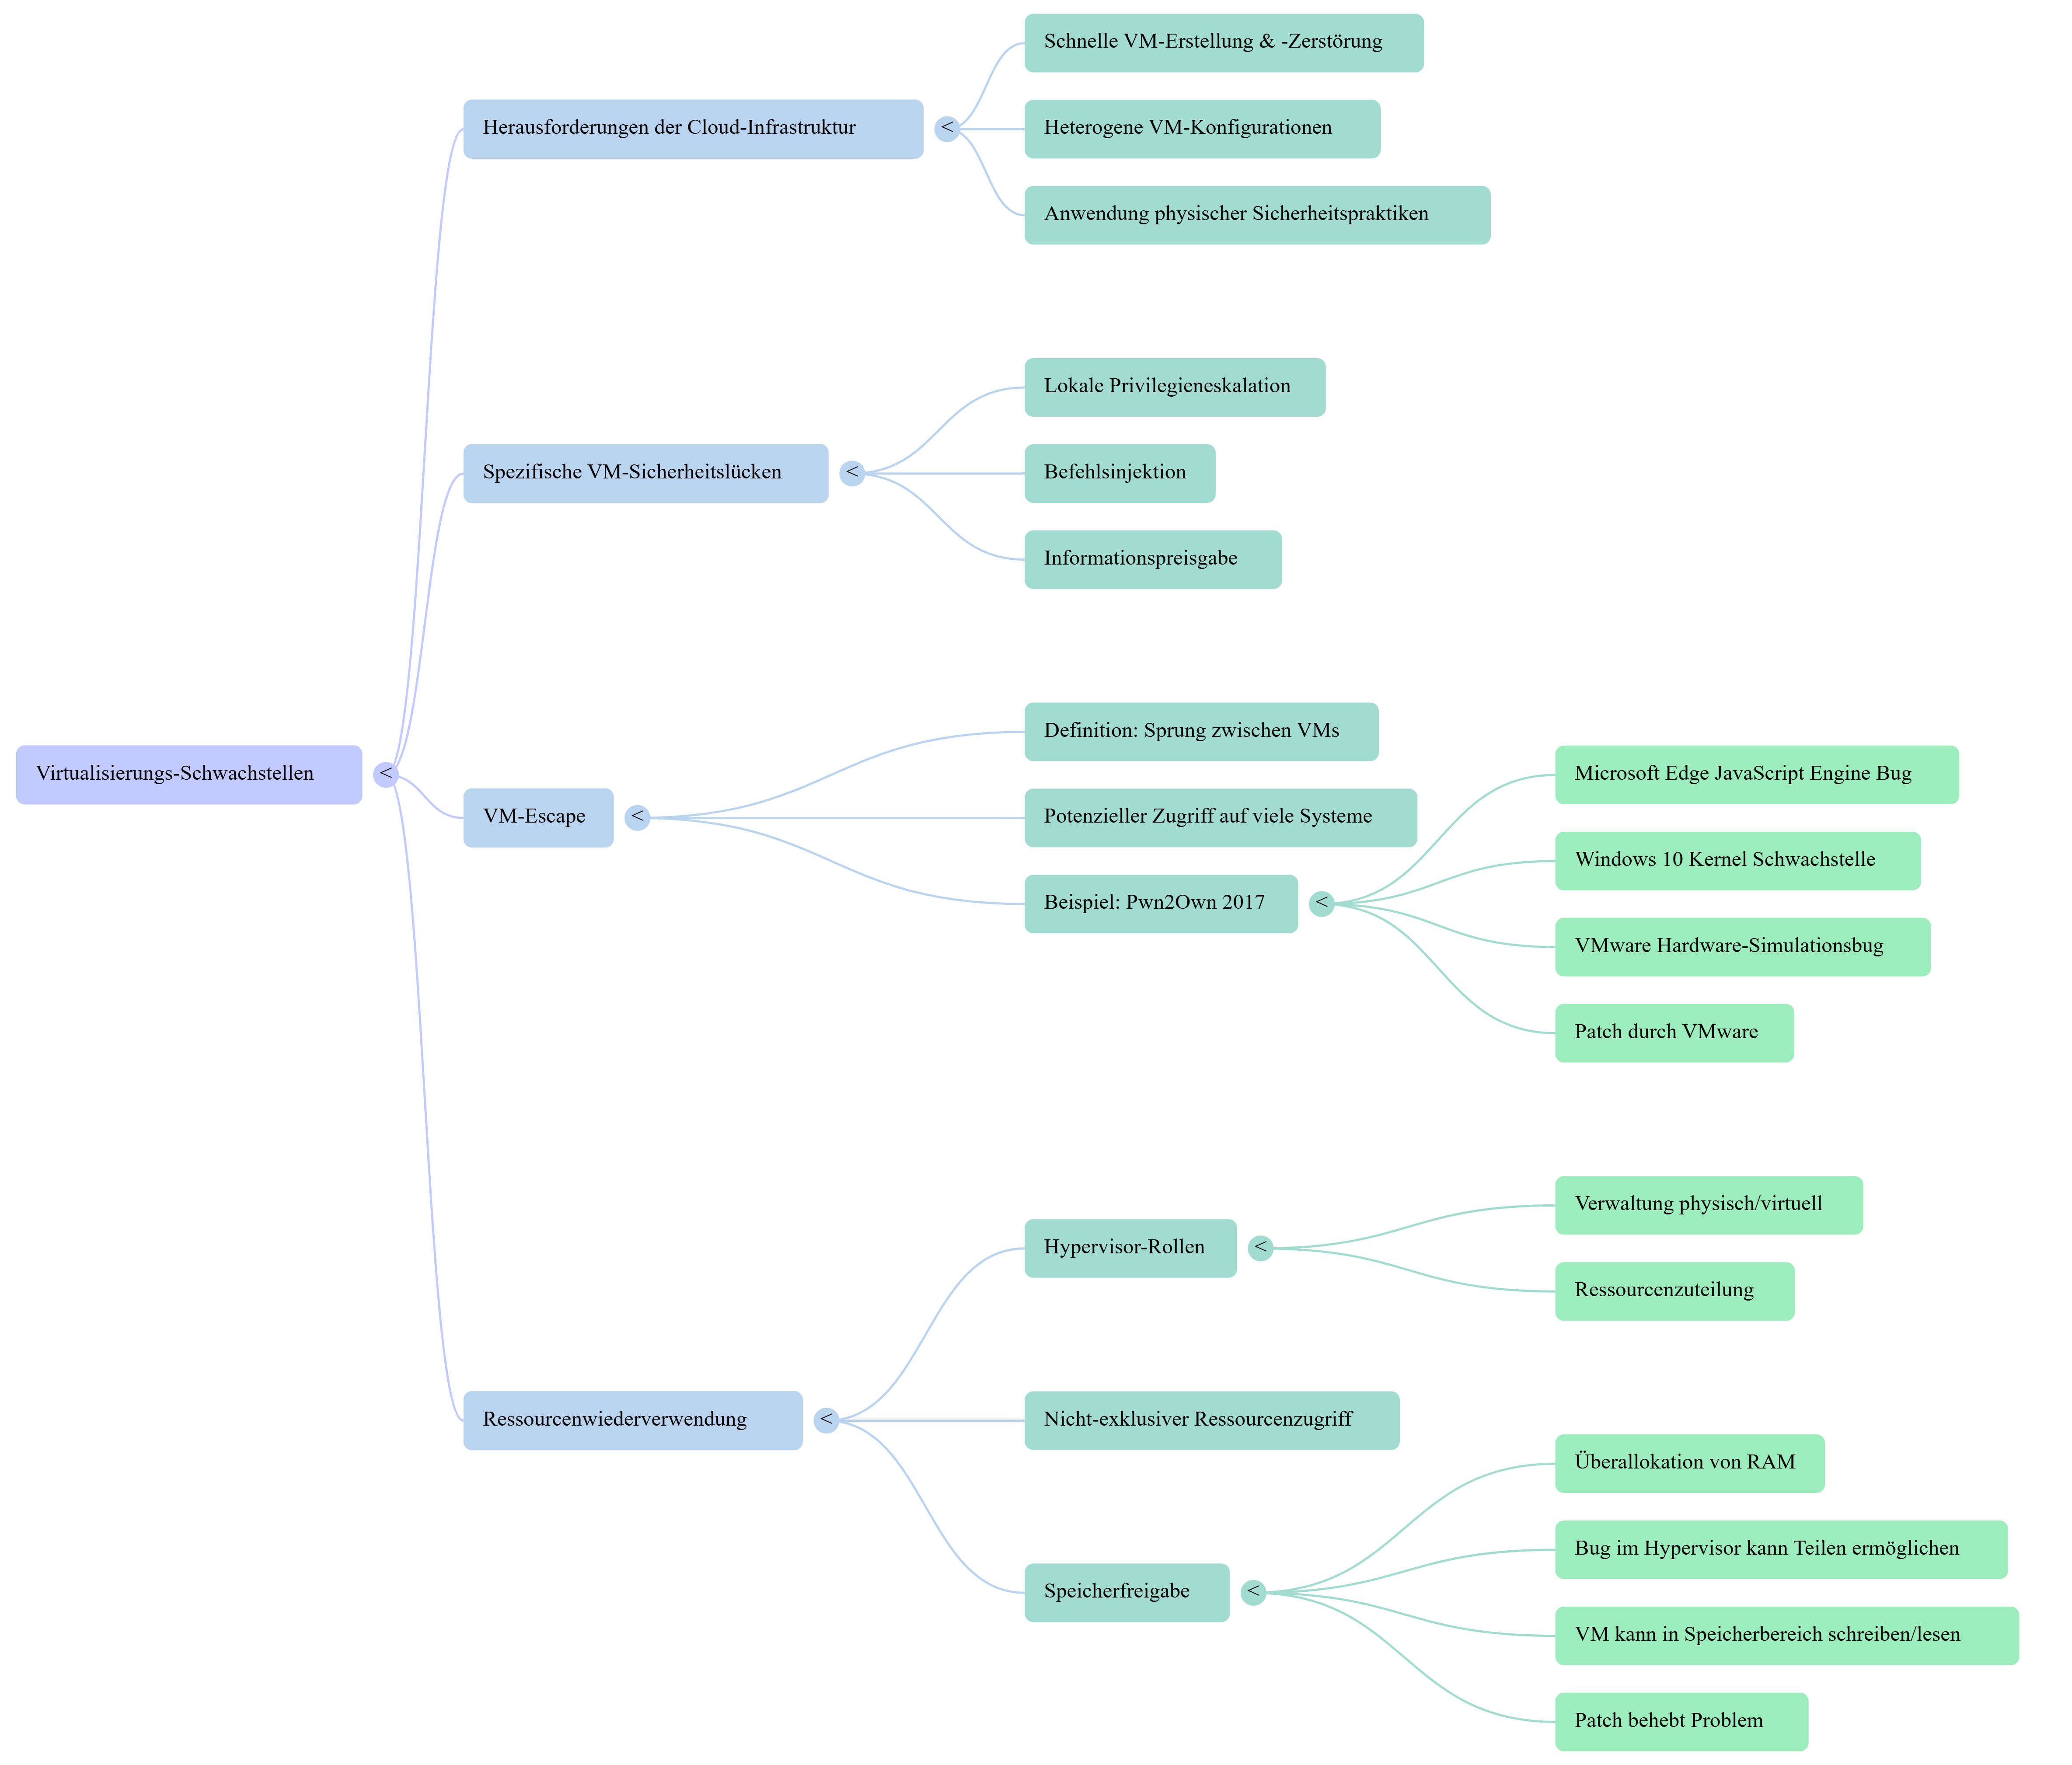 Virtualisierungs-Schwachstellen
<
Herausforderungen der Cloud-Infrastruktur
<
Schnelle VM-Erstellung & -Zerstörung
Heterogene VM-Konfigurationen
Anwendung physischer Sicherheitspraktiken
Spezifische VM-Sicherheitslücken
<
Lokale Privilegieneskalation
Befehlsinjektion
Informationspreisgabe
VM-Escape
<
Definition: Sprung zwischen VMs
Potenzieller Zugriff auf viele Systeme
Beispiel: Pwn2Own 2017
<
Microsoft Edge JavaScript Engine Bug
Windows 10 Kernel Schwachstelle
VMware Hardware-Simulationsbug
Patch durch VMware
Ressourcenwiederverwendung
<
Hypervisor-Rollen
<
Verwaltung physisch/virtuell
Ressourcenzuteilung
Nicht-exklusiver Ressourcenzugriff
Speicherfreigabe
<
Überallokation von RAM
Bug im Hypervisor kann Teilen ermöglichen
VM kann in Speicherbereich schreiben/lesen
Patch behebt Problem